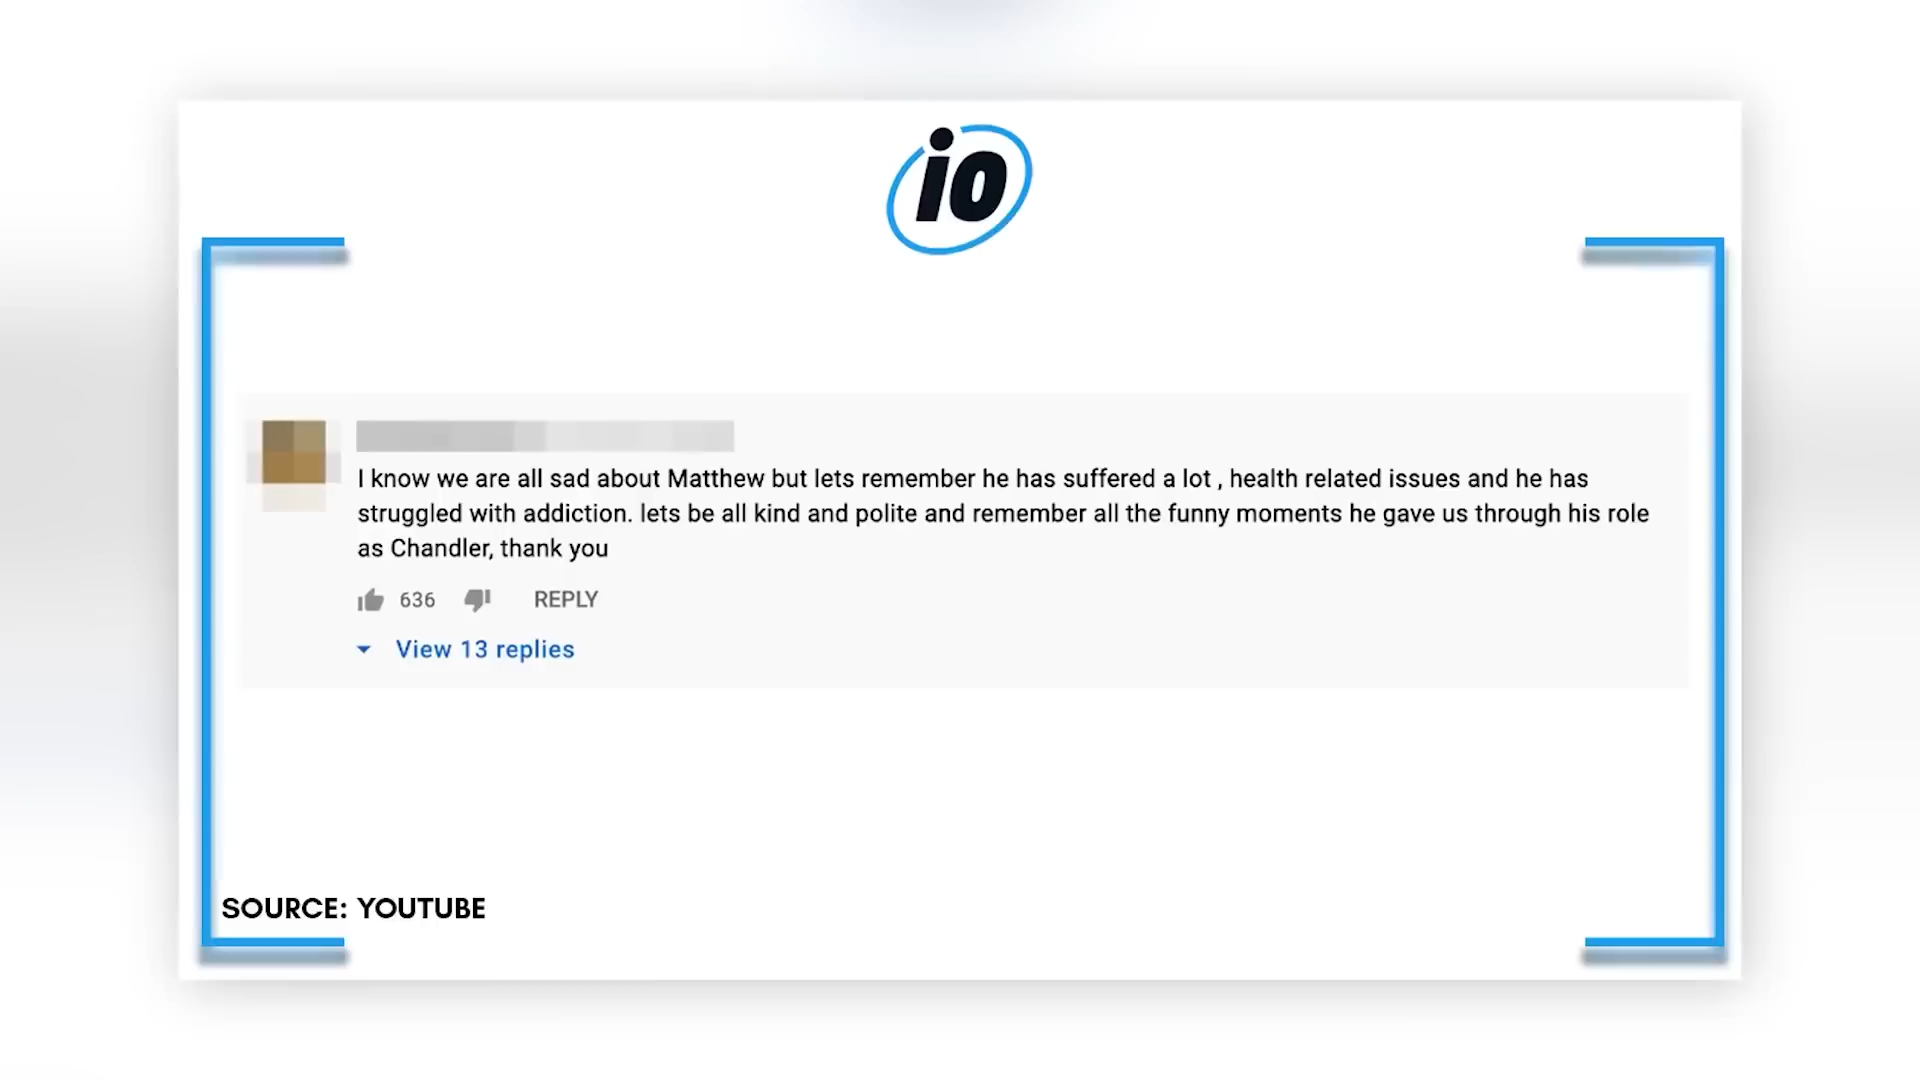 io
I know we are all sad about Matthew but lets remember he has suffered a lot , health related issues and he has
struggled with addiction. lets be all kind and polite and remember all the funny moments he gave us through his role
as Chandler, thank you
636 REPLY
View 13 replies
SOURCE: YOUTUBE